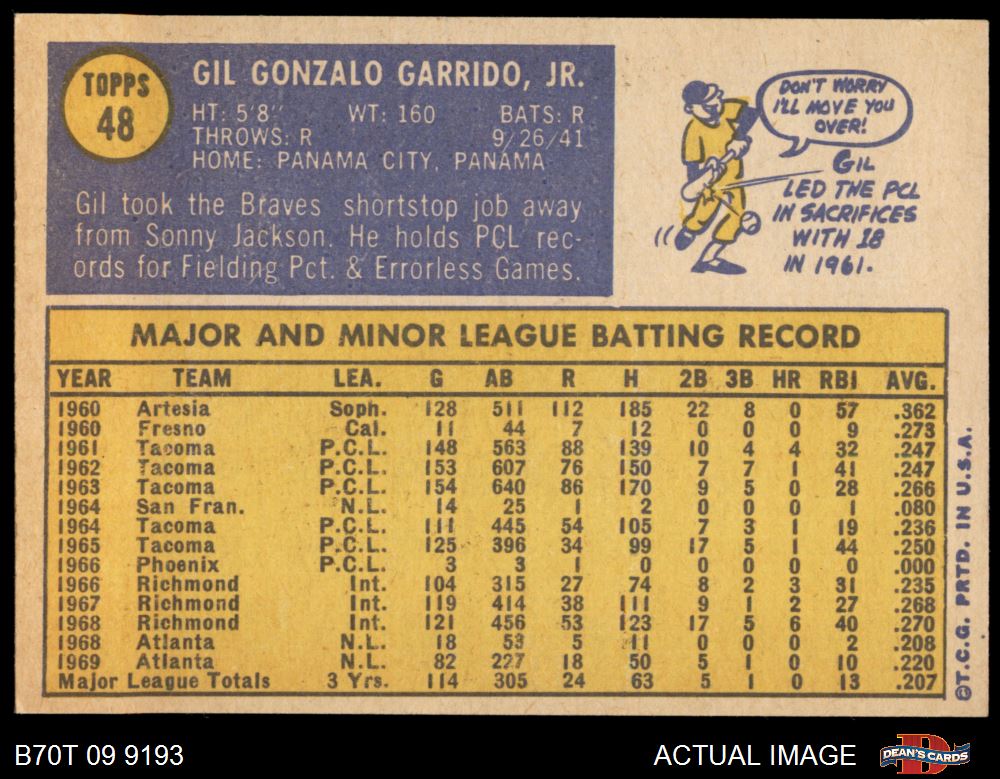 TOPPS
48
GIL GONZALO GARRIDO, JR.
HT: 5'8" WT: 160 BATS: R
THROWS: R 9/26/41
HOME: PANAMA CITY, PANAMA
Gil took the Braves shortstop job away
from Sonny Jackson. He holds PCL rec-
ords for Fielding Pct. & Errorless Games.
DON'T WORRY
I'LL MOVE YOU
OVER!
GIL
LED THE PCL
IN SACRIFICES
WITH 18
IN 1961.
MAJOR AND MINOR LEAGUE BATTING RECORD
YEAR TEAM LEA. G AB R H 2B 3B HR RBI AVG.
1960 Artesia Soph. 128 511 112 185 22 8 0 57 .362
1960 Fresno Cal. 11 44 7 12 0 0 0 9 .273
1961 Tacoma P.C.L. 148 563 88 139 10 4 4 32 .247
1962 Tacoma P.C.L. 153 607 76 150 7 7 1 41 .247
1963 Tacoma P.C.L. 154 640 86 170 9 5 0 28 .266
1964 San Fran. N.L. 14 25 1 2 0 0 0 1 .080
1964 Tacoma P.C.L. 111 445 54 105 7 3 1 19 .236
1965 Tacoma P.C.L. 125 396 34 99 17 5 1 44 .250
1966 Phoenix P.C.L. 3 3 1 0 0 0 0 0 .000
1966 Richmond Int. 104 315 27 74 8 2 3 31 .235
1967 Richmond Int. 119 414 38 111 9 1 2 27 .268
1968 Richmond Int. 121 456 53 123 17 5 6 40 .270
1968 Atlanta N.L. 18 53 5 11 0 0 0 2 .208
1969 Atlanta N.L. 82 227 18 50 5 1 0 10 .220
Major League Totals 3 Yrs. 114 305 24 63 5 1 0 13 .207
©T.C.G. PRTD. IN U.S.A.
B70T 09 9193
ACTUAL IMAGE
DEAN'S CARDS